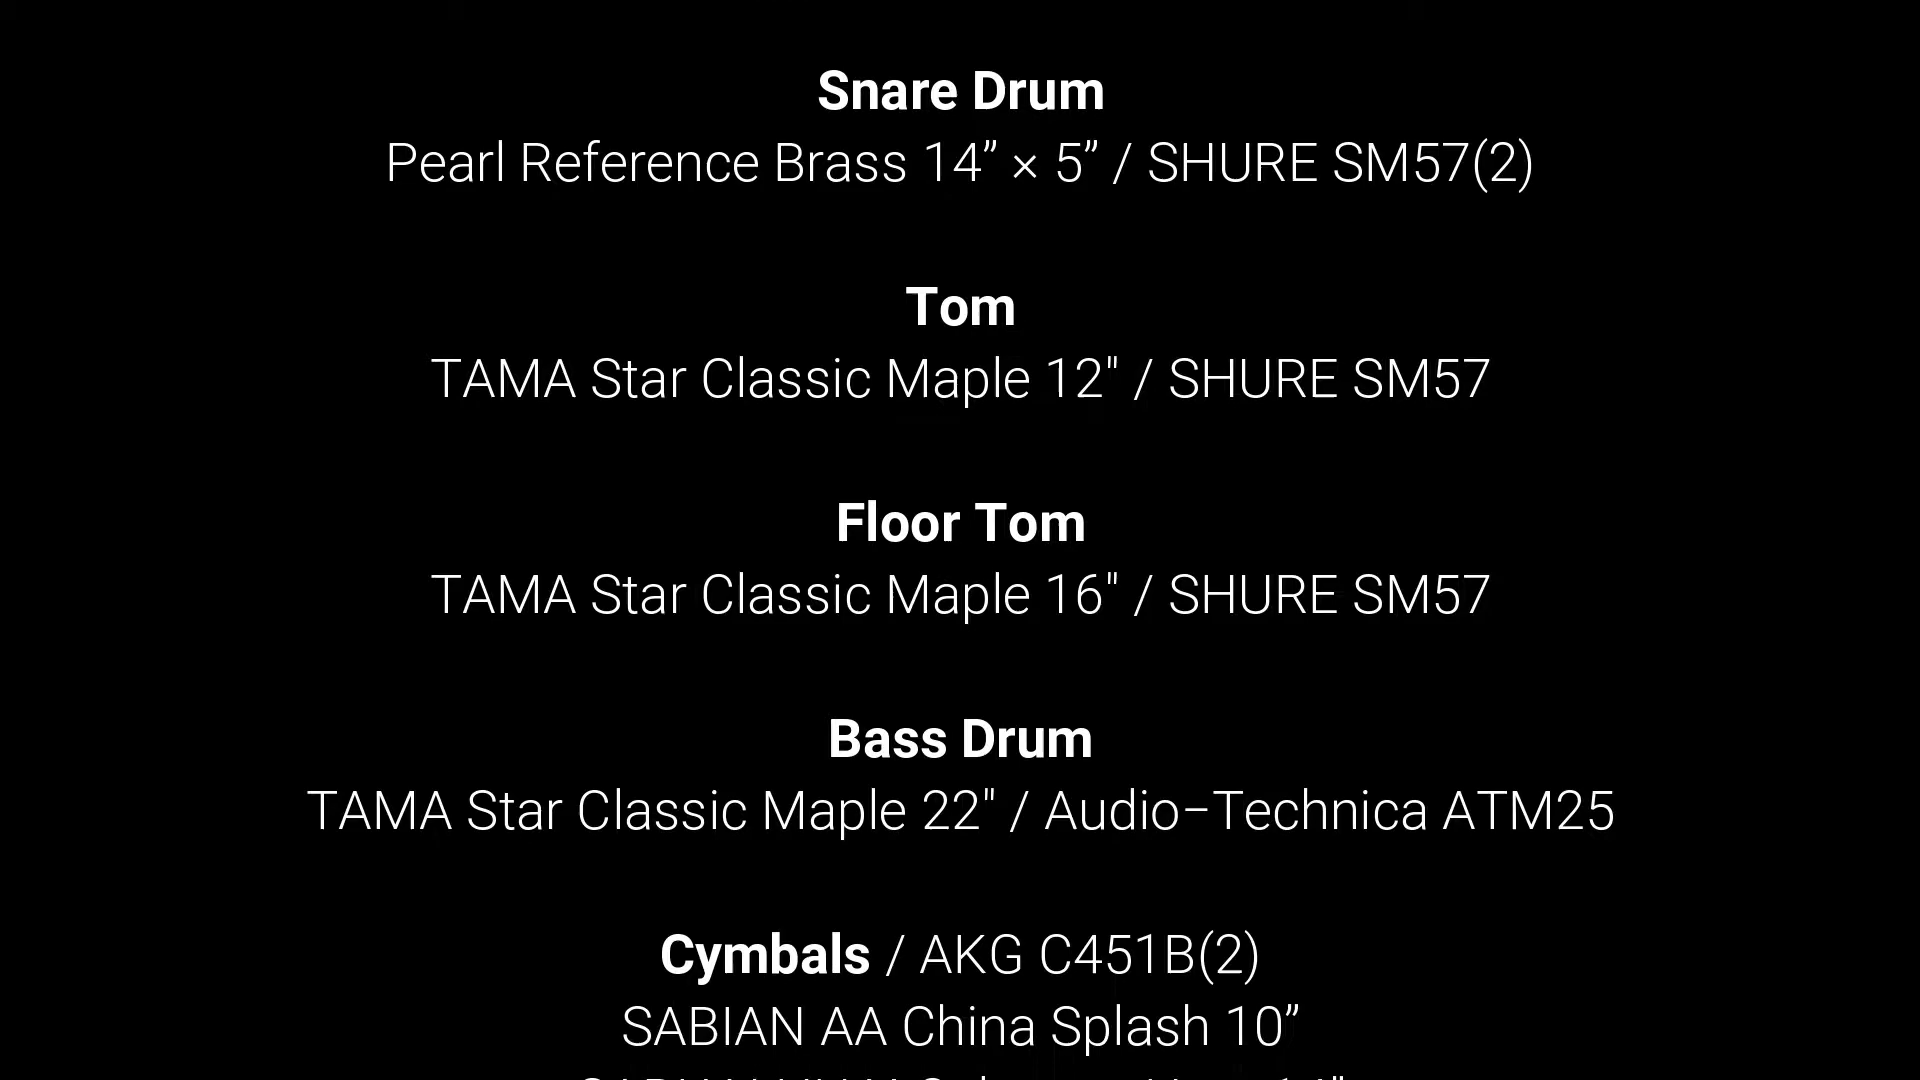 Snare Drum
Pearl Reference Brass 14” × 5” / SHURE SM57(2)
Tom
TAMA Star Classic Maple 12" / SHURE SM57
Floor Tom
TAMA Star Classic Maple 16" / SHURE SM57
Bass Drum
TAMA Star Classic Maple 22" / Audio−Technica ATM25
Cymbals / AKG C451B(2)
SABIAN AA China Splash 10”